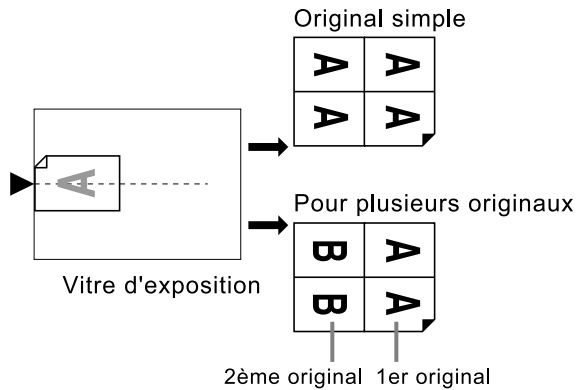 Original simple
A A
A A
A
Vitre d'exposition
Pour plusieurs originaux
B A
B A
2ème original 1er original